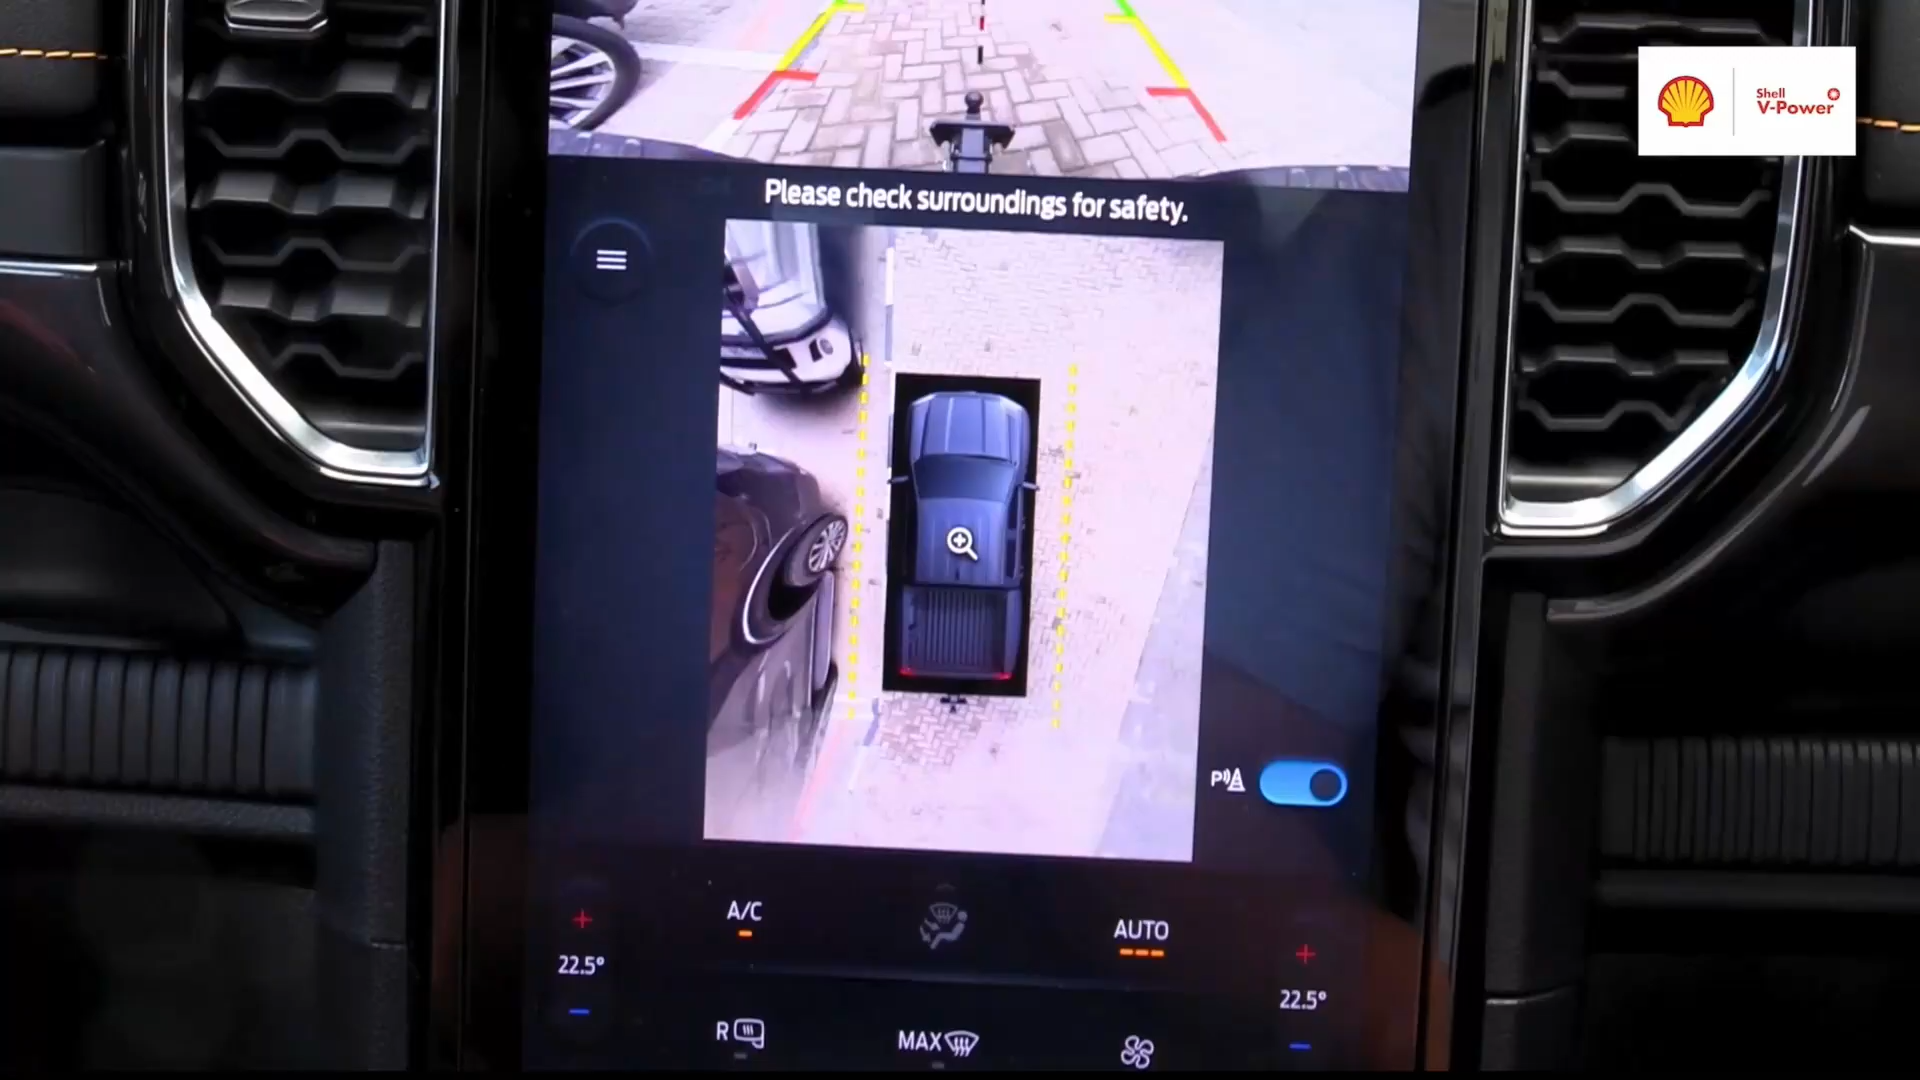 Shell
V-Power
Please check surroundings for safety.
P
A/C
AUTO
22.5°
22.5°
R
MAX